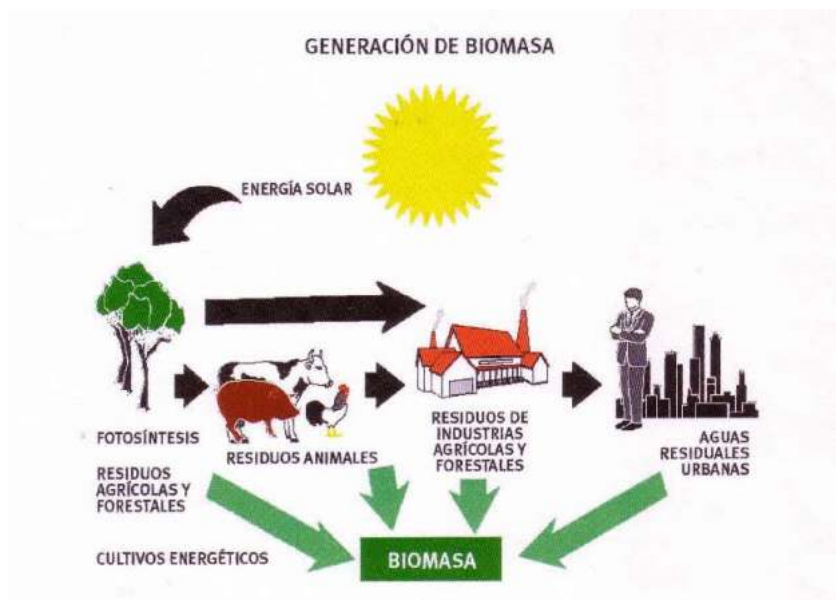 GENERACIÓN DE BIOMASA
ENERGÍA SOLAR
FOTOSÍNTESIS
RESIDUOS
AGRÍCOLAS Y
FORESTALES
CULTIVOS ENERGÉTICOS
RESIDUOS ANIMALES
RESIDUOS DE
INDUSTRIAS
AGRÍCOLAS Y
FORESTALES
AGUAS
RESIDUALES
URBANAS
BIOMASA